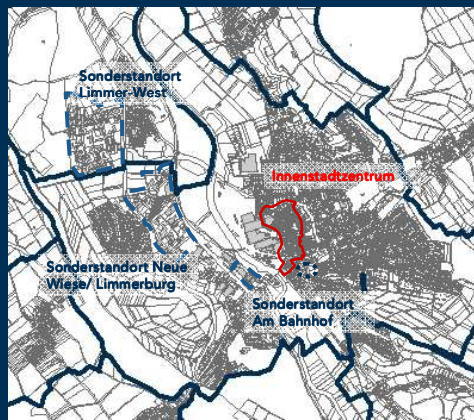 Sonderstandort
Limmer-West
Innenstadtzentrum
Sonderstandort Neue
Wiese/ Limmerburg
Sonderstandort
Am Bahnhof